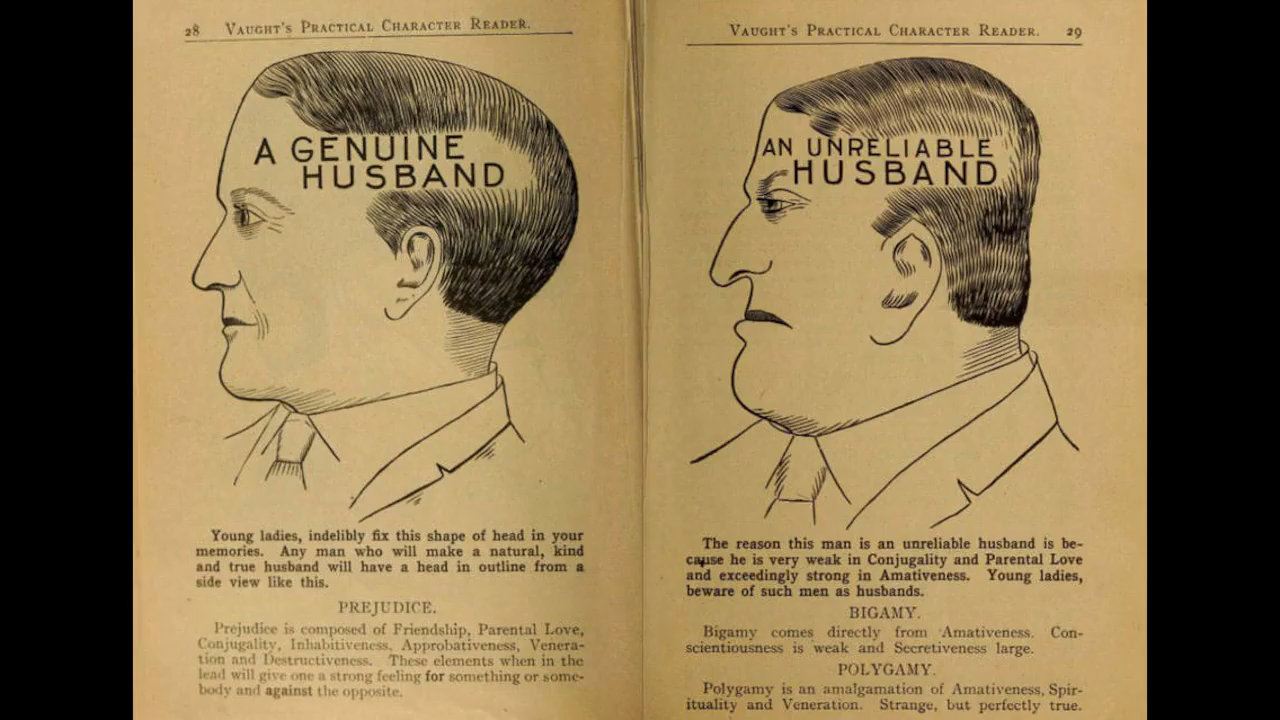 28 VAUGHT'S PRACTICAL CHARACTER READER.
A GENUINE
HUSBAND
Young ladies, indelibly fix this shape of head in your
memories. Any man who will make a natural, kind
and true husband will have a head in outline from a
side view like this.
PREJUDICE.
Prejudice is composed of Friendship, Parental Love,
Conjugality, Inhabitiveness, Approbativeness, Venera-
tion and Destructiveness. These elements when in the
lead will give one a strong feeling for something or some-
body and against the opposite.
VAUGHT'S PRACTICAL CHARACTER READER. 29
AN UNRELIABLE
HUSBAND
The reason this man is an unreliable husband is be-
cause he is very weak in Conjugality and Parental Love
and exceedingly strong in Amativeness. Young ladies,
beware of such men as husbands.
BIGAMY.
Bigamy comes directly from Amativeness. Con-
scientiousness is weak and Secretiveness large.
POLYGAMY.
Polygamy is an amalgamation of Amativeness, Spir-
ituality and Veneration. Strange, but perfectly true.